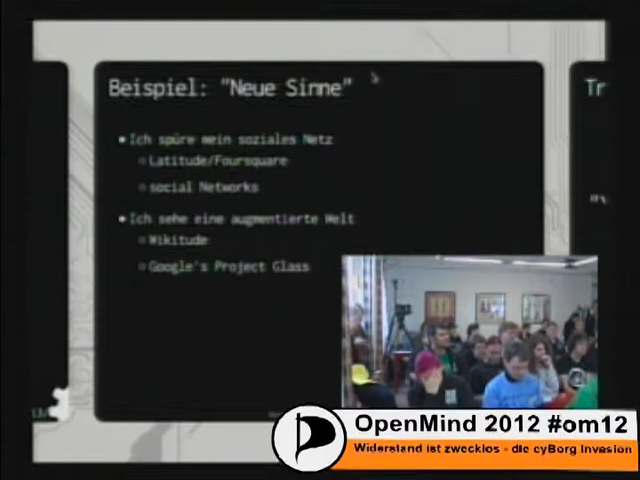 Beispiel: "Neue Sinne"
Ich spüre mein soziales Netz
Latitude/Foursquare
social Networks
Ich sehe eine augmentierte Welt
Wikitude
Google's Project Glass
Tr
OpenMind 2012 #om12
Widerstand ist zwecklos - die cyBorg Invasion